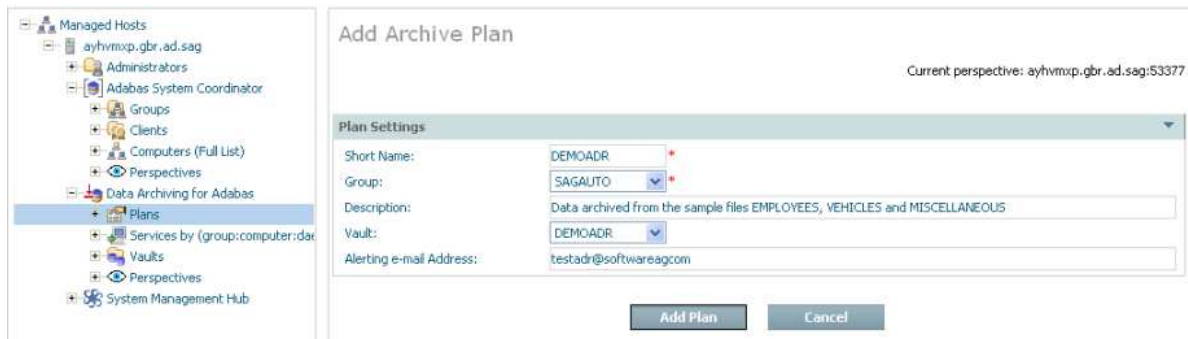 Managed Hosts
ayhvmxp.gbr.ad.sag
Administrators
Adabas System Coordinator
Groups
Clients
Computers (Full List)
Perspectives
Data Archiving for Adabas
Plans
Services by (group:computer:dae
Vaults
Perspectives
System Management Hub
Add Archive Plan
Current perspective: ayhvmxp.gbr.ad.sag:53377
Plan Settings
Short Name: DEMOADR *
Group: SAGAUTO *
Description: Data archived from the sample files EMPLOYEES, VEHICLES and MISCELLANEOUS
Vault: DEMOADR
Alerting e-mail Address: testadr@softwareagcom
Add Plan Cancel